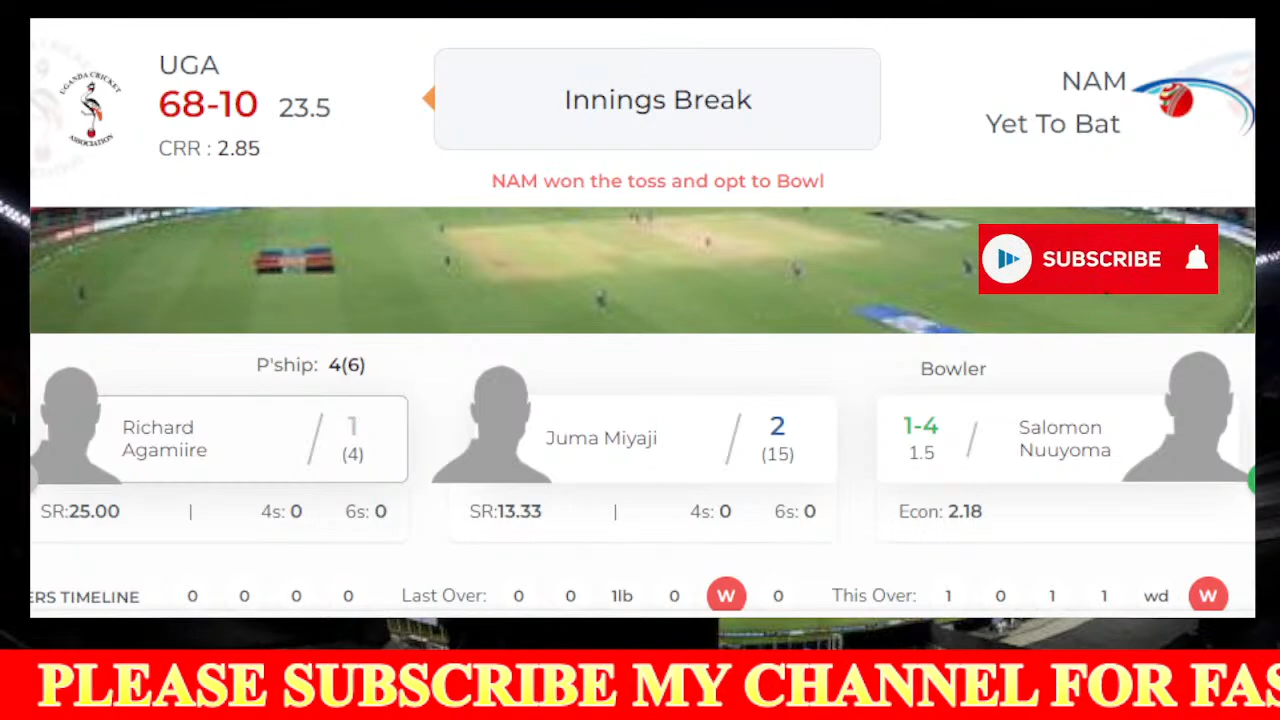 UGANDA CRICKET
ASSOCIATION
UGA
68-10 23.5
CRR : 2.85
Innings Break
NAM
Yet To Bat
NAM won the toss and opt to Bowl
SUBSCRIBE
P'ship: 4(6)
Richard
Agamiire
1
(4)
SR:25.00 | 4s: 0 6s: 0
Juma Miyaji
2
(15)
SR:13.33 | 4s: 0 6s: 0
Bowler
1-4
1.5
Salomon
Nuuyoma
Econ: 2.18
ERS TIMELINE 0 0 0 0 Last Over: 0 0 1lb 0 W 0 This Over: 1 0 1 1 wd W
PLEASE SUBSCRIBE MY CHANNEL FOR FAS